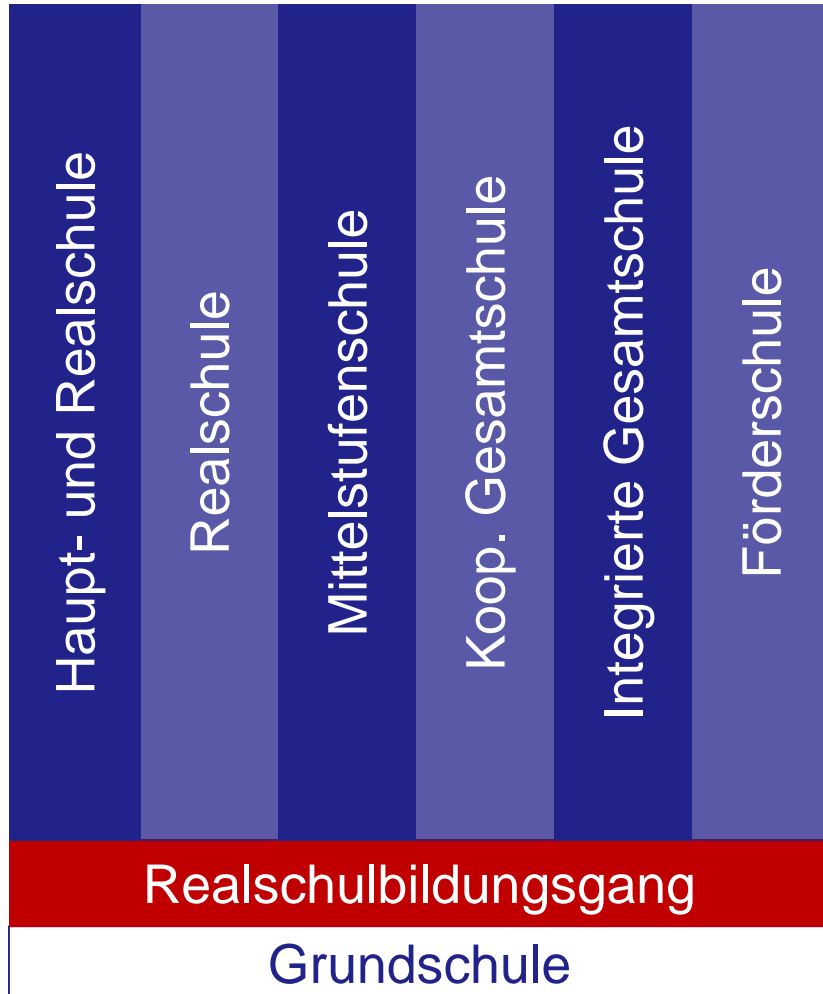 Haupt- und Realschule
Realschule
Mittelstufenschule
Koop. Gesamtschule
Integrierte Gesamtschule
Förderschule
Realschulbildungsgang
Grundschule